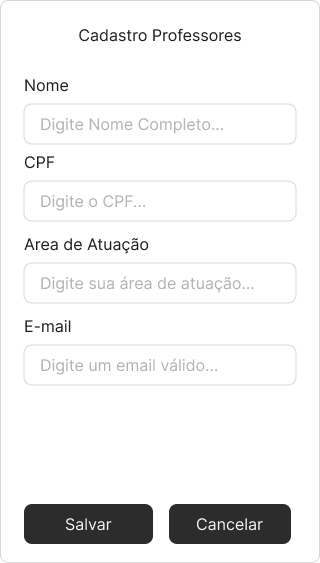 Cadastro Professores
Nome
Digite Nome Completo...
CPF
Digite o CPF...
Area de Atuação
Digite sua área de atuação...
E-mail
Digite um email válido...
Salvar Cancelar